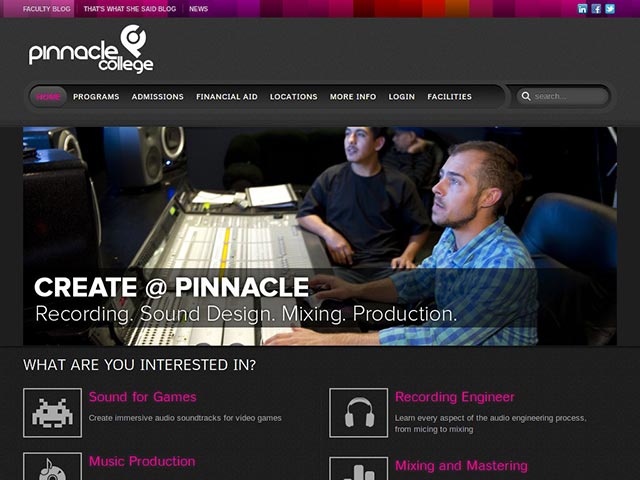 FACULTY BLOG
THAT'S WHAT SHE SAID BLOG
NEWS
pinnacle
college
HOME
PROGRAMS
ADMISSIONS
FINANCIAL AID
LOCATIONS
MORE INFO
LOGIN
FACILITIES
search...
CREATE @ PINNACLE
Recording. Sound Design. Mixing. Production.
WHAT ARE YOU INTERESTED IN?
Sound for Games
Create immersive audio soundtracks for video games
Recording Engineer
Learn every aspect of the audio engineering process,
from micing to mixing
Music Production
Mixing and Mastering